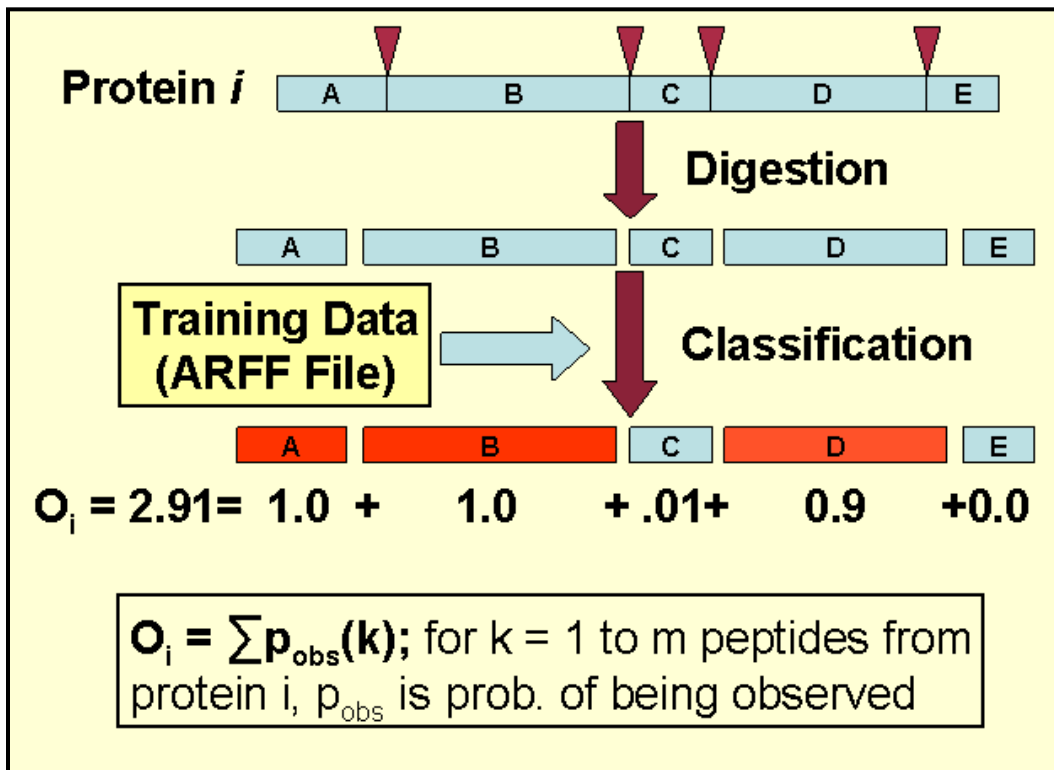 Protein i A B C D E
Digestion
A B C D E
Training Data
(ARFF File)
Classification
A B C D E
Oi = 2.91= 1.0 + 1.0 + .01+ 0.9 +0.0
Oi = ∑pobs(k); for k = 1 to m peptides from
protein i, pobs is prob. of being observed